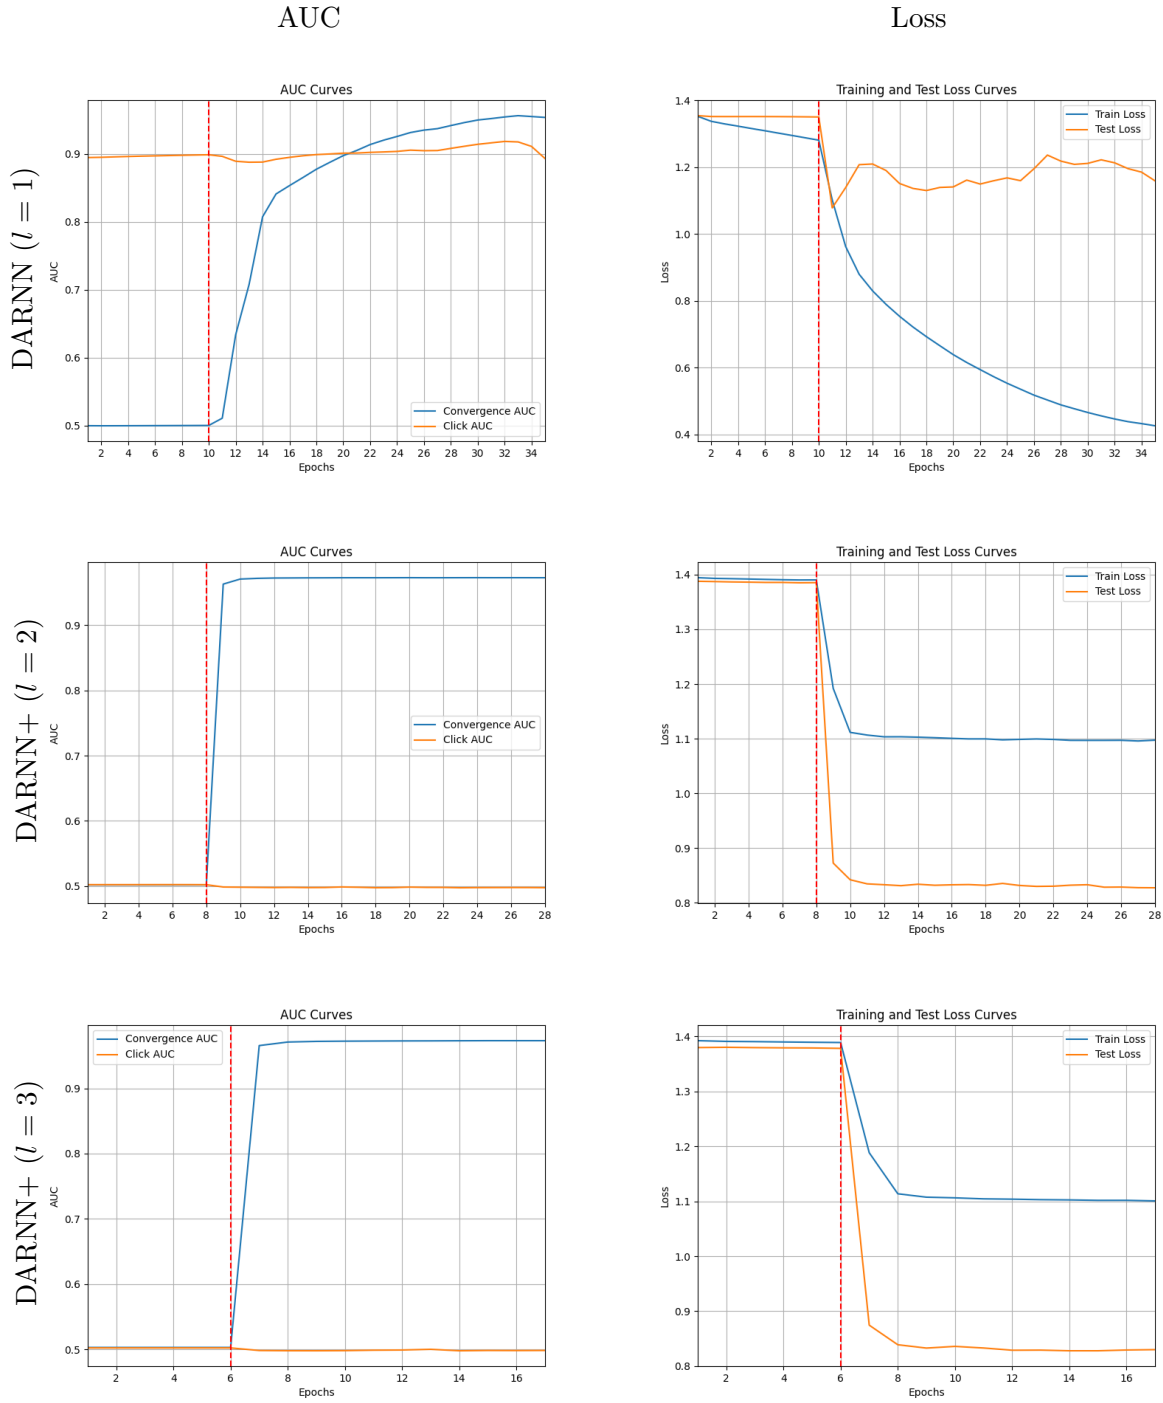 AUC
Loss
DARNN (l = 1)
AUC Curves
AUC
0.9
0.8
0.7
0.6
0.5
Convergence AUC
Click AUC
2 4 6 8 10 12 14 16 18 20 22 24 26 28 30 32 34
Epochs
Training and Test Loss Curves
Loss
1.4
1.2
1.0
0.8
0.6
0.4
Train Loss
Test Loss
2 4 6 8 10 12 14 16 18 20 22 24 26 28 30 32 34
Epochs
DARNN+ (l = 2)
AUC Curves
AUC
0.9
0.8
0.7
0.6
0.5
Convergence AUC
Click AUC
2 4 6 8 10 12 14 16 18 20 22 24 26 28
Epochs
Training and Test Loss Curves
Loss
1.4
1.3
1.2
1.1
1.0
0.9
0.8
Train Loss
Test Loss
2 4 6 8 10 12 14 16 18 20 22 24 26 28
Epochs
DARNN+ (l = 3)
AUC Curves
AUC
0.9
0.8
0.7
0.6
0.5
Convergence AUC
Click AUC
2 4 6 8 10 12 14 16
Epochs
Training and Test Loss Curves
Loss
1.4
1.3
1.2
1.1
1.0
0.9
0.8
Train Loss
Test Loss
2 4 6 8 10 12 14 16
Epochs